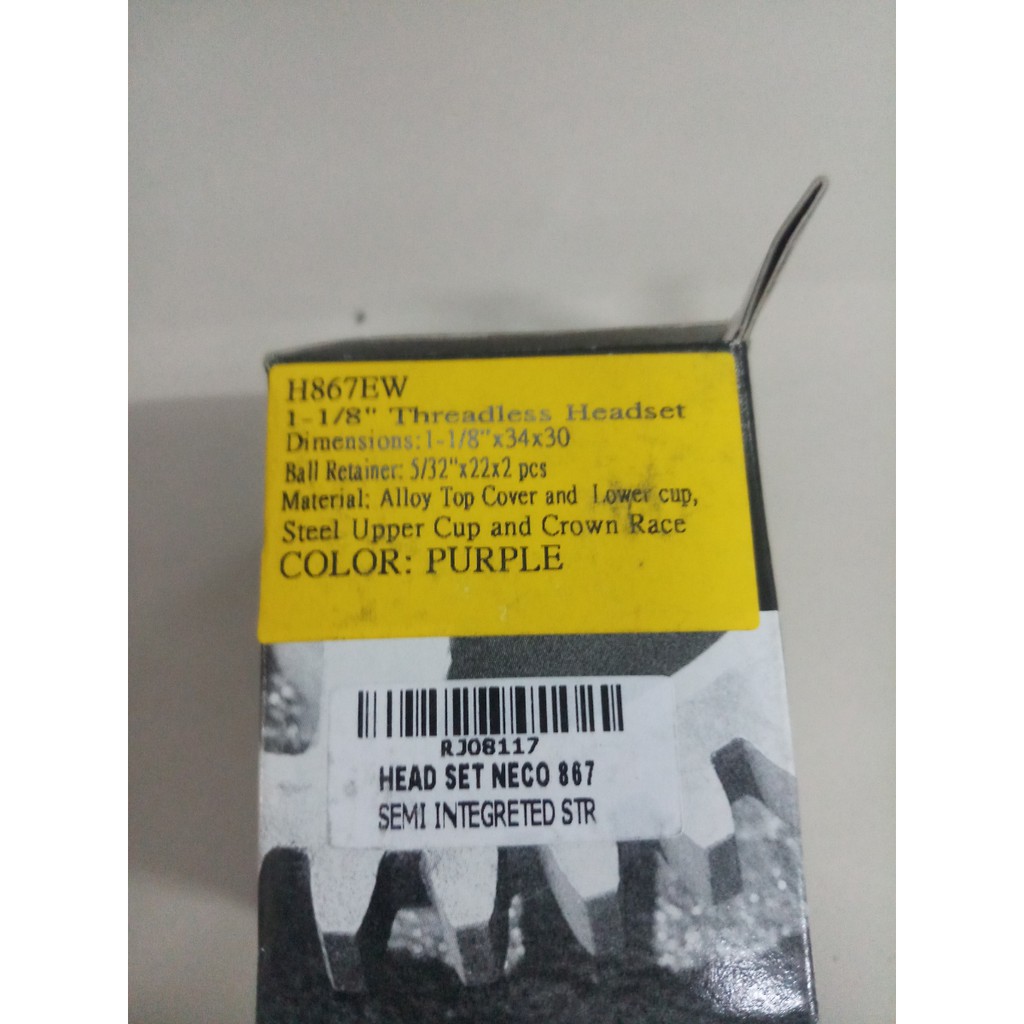 H867EW
1-1/8" Threadless Headset
Dimensions:1-1/8"x34x30
Ball Retainer: 5/32"x22x2 pcs
Material: Alloy Top Cover and Lower cup,
Steel Upper Cup and Crown Race
COLOR: PURPLE
RJ08117
HEAD SET NECO 867
SEMI INTEGRETED STR